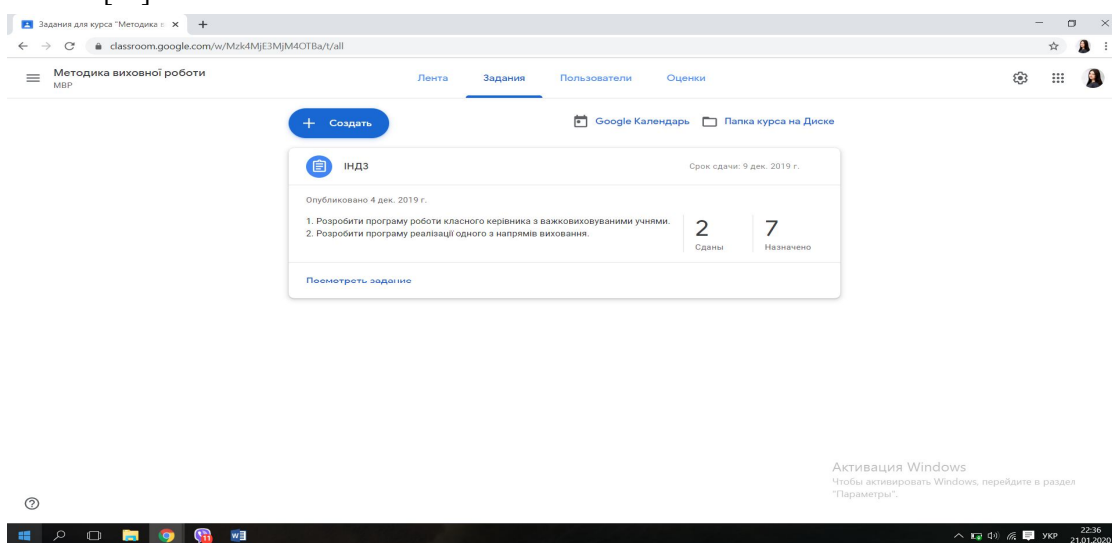 Задания для курса "Методика п
classroom.google.com/w/Mzk4MjE3MjM4OTBa/t/all
Методика виховної роботи
МВР
Лента Задания Пользователи Оценки
Создать
Google Календарь Папка курса на Диске
ІНДЗ
Срок сдачи: 9 дек. 2019 г.
Опубликовано 4 дек. 2019 г.
1. Розробити програму роботи класного керівника з важковиховуваними учнями.
2. Розробити програму реалізації одного з напрямів виховання.
2 7
Сданы Назначено
Посмотреть задание
Активация Windows
Чтобы активировать Windows, перейдите в раздел
"Параметры".
УКР
22:36
21.01.2020